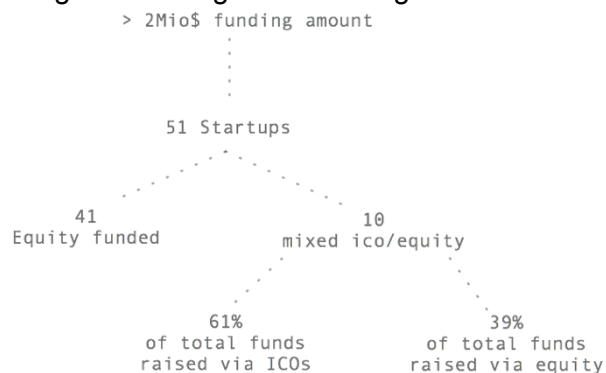 > 2Mio$ funding amount
51 Startups
41
Equity funded
10
mixed ico/equity
61%
of total funds
raised via ICOs
39%
of total funds
raised via equity